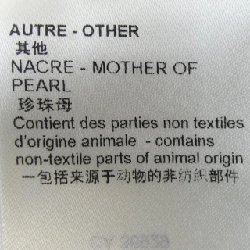 AUTRE - OTHER
其他
NACRE - MOTHER OF
PEARL
珍珠母
Contient des parties non textiles
d'origine animale - contains
non-textile parts of animal origin
一包括来源于动物的非纺织部件